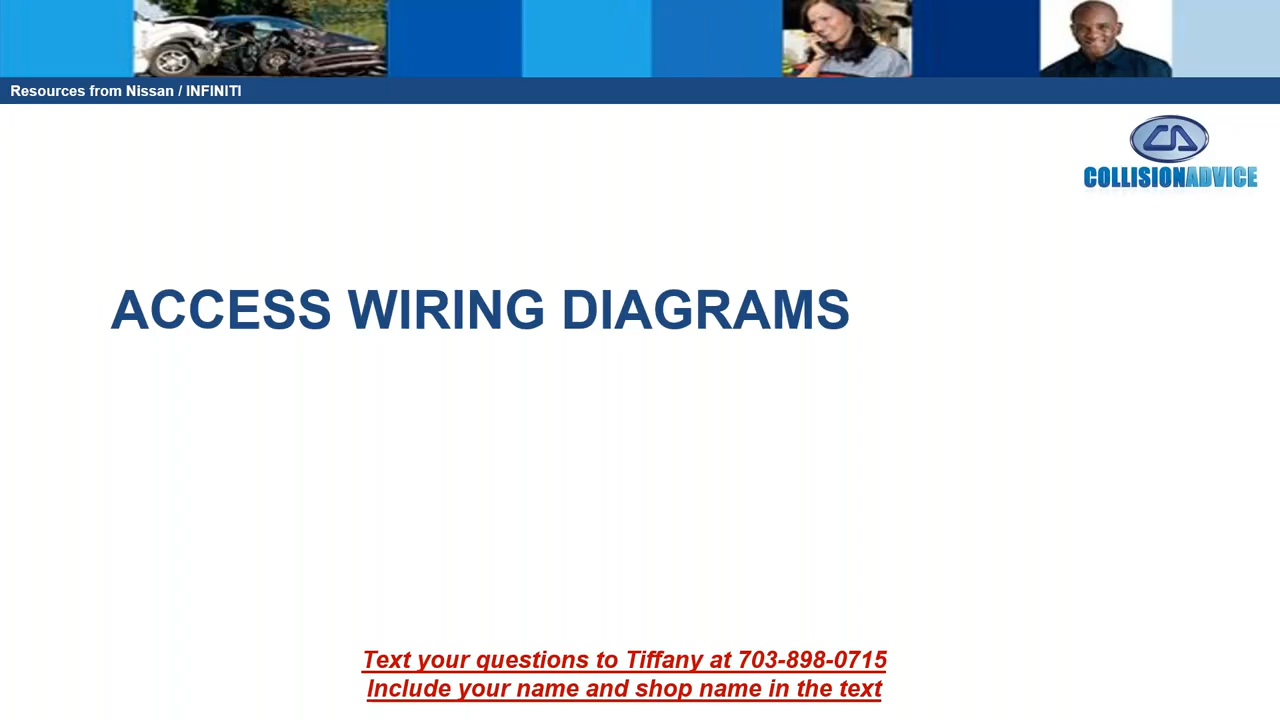 Resources from Nissan / INFINITI
CA
COLLISIONADVICE
ACCESS WIRING DIAGRAMS
Text your questions to Tiffany at 703-898-0715
Include your name and shop name in the text